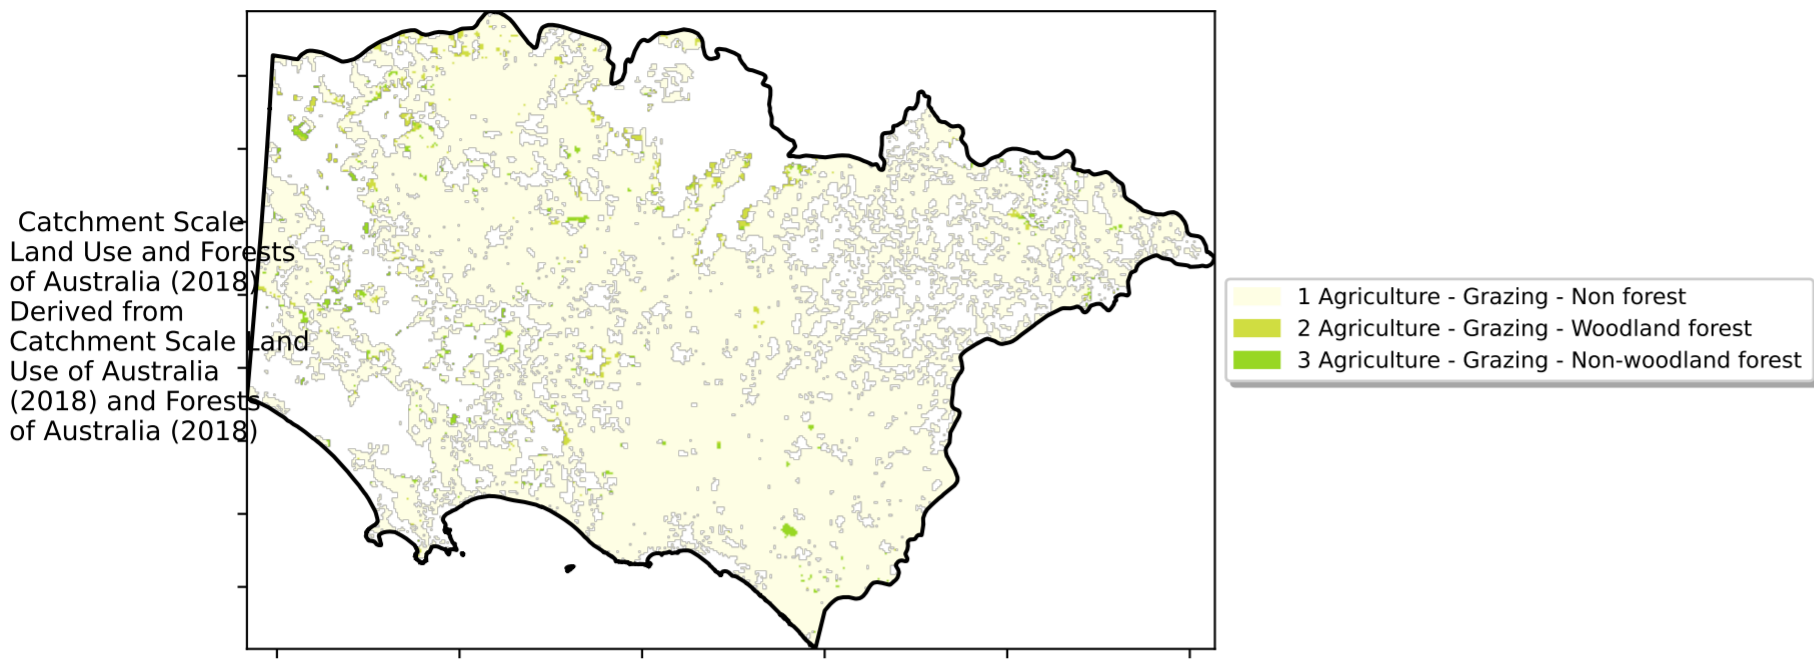 Catchment Scale
Land Use and Forests
of Australia (2018)
Derived from
Catchment Scale Land
Use of Australia
(2018) and Forests
of Australia (2018)
1 Agriculture - Grazing - Non forest
2 Agriculture - Grazing - Woodland forest
3 Agriculture - Grazing - Non-woodland forest